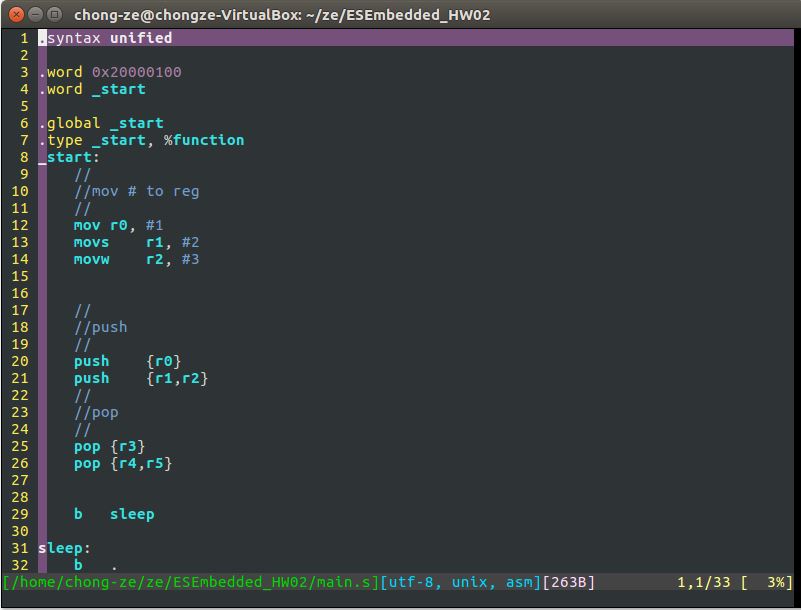 chong-ze@chongze-VirtualBox: ~/ze/ESEmbedded_HW02
1 .syntax unified
2
3 .word 0x20000100
4 .word _start
5
6 .global _start
7 .type _start, %function
8 _start:
9     //
10     //mov # to reg
11     //
12     mov r0, #1
13     movs    r1, #2
14     movw    r2, #3
15
16
17     //
18     //push
19     //
20     push    {r0}
21     push    {r1,r2}
22     //
23     //pop
24     //
25     pop {r3}
26     pop {r4,r5}
27
28
29     b   sleep
30
31 sleep:
32     b   .
[/home/chong-ze/ze/ESEmbedded_HW02/main.s][utf-8, unix, asm][263B]         1,1/33 [  3%]